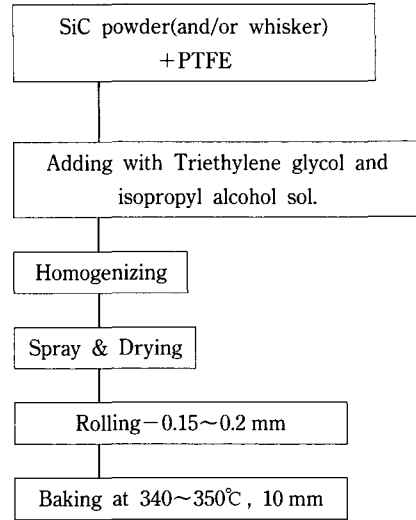 SiC powder(and/or whisker)
+PTFE
Adding with Triethylene glycol and
isopropyl alcohol sol.
Homogenizing
Spray & Drying
Rolling−0.15～0.2 mm
Baking at 340～350℃, 10 mm